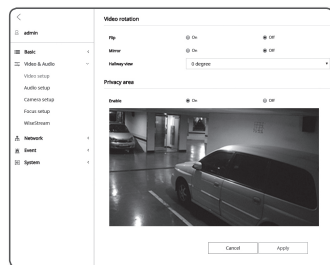 admin
Basic
Video & Audio
Video setup
Audio setup
Camera setup
Focus setup
WiseStream
Network
Event
System
Video rotation
Flip On Off
Mirror On Off
Hallway view 0 degree
Privacy area
Enable On Off
Cancel Apply